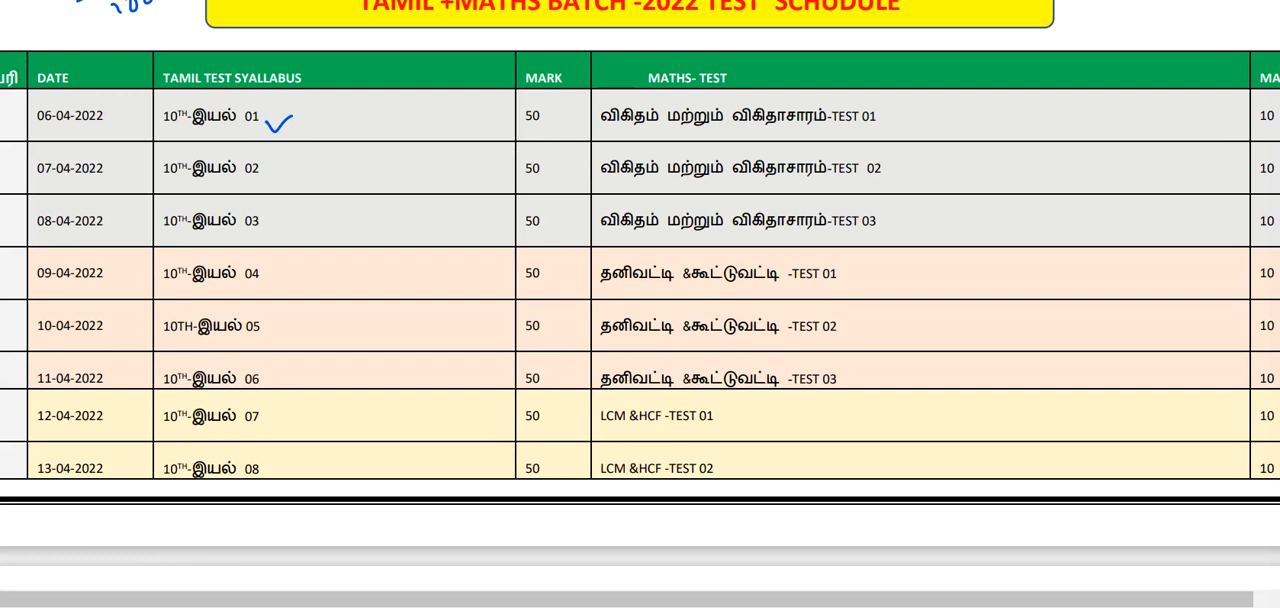 TAMIL +MATHS BATCH -2022 TEST SCHUDULE
DATE TAMIL TEST SYALLABUS MARK MATHS- TEST
06-04-2022 10TH-இயல் 01 50 விகிதம் மற்றும் விகிதாசாரம்-TEST 01 10
07-04-2022 10TH-இயல் 02 50 விகிதம் மற்றும் விகிதாசாரம்-TEST 02 10
08-04-2022 10TH-இயல் 03 50 விகிதம் மற்றும் விகிதாசாரம்-TEST 03 10
09-04-2022 10TH-இயல் 04 50 தனிவட்டி &கூட்டுவட்டி -TEST 01 10
10-04-2022 10TH-இயல் 05 50 தனிவட்டி &கூட்டுவட்டி -TEST 02 10
11-04-2022 10TH-இயல் 06 50 தனிவட்டி &கூட்டுவட்டி -TEST 03 10
12-04-2022 10TH-இயல் 07 50 LCM &HCF -TEST 01 10
13-04-2022 10TH-இயல் 08 50 LCM &HCF -TEST 02 10